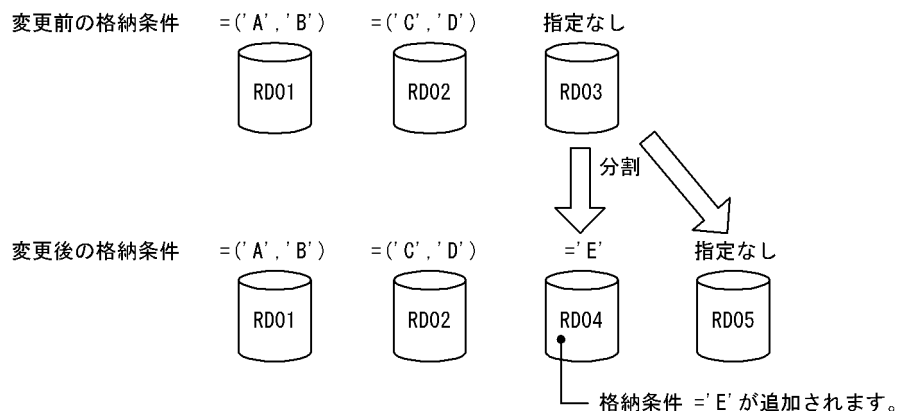 変更前の格納条件 =('A','B') =('C','D') 指定なし
RD01 RD02 RD03
分割
変更後の格納条件 =('A','B') =('C','D') ='E' 指定なし
RD01 RD02 RD04 RD05
格納条件 ='E'が追加されます。